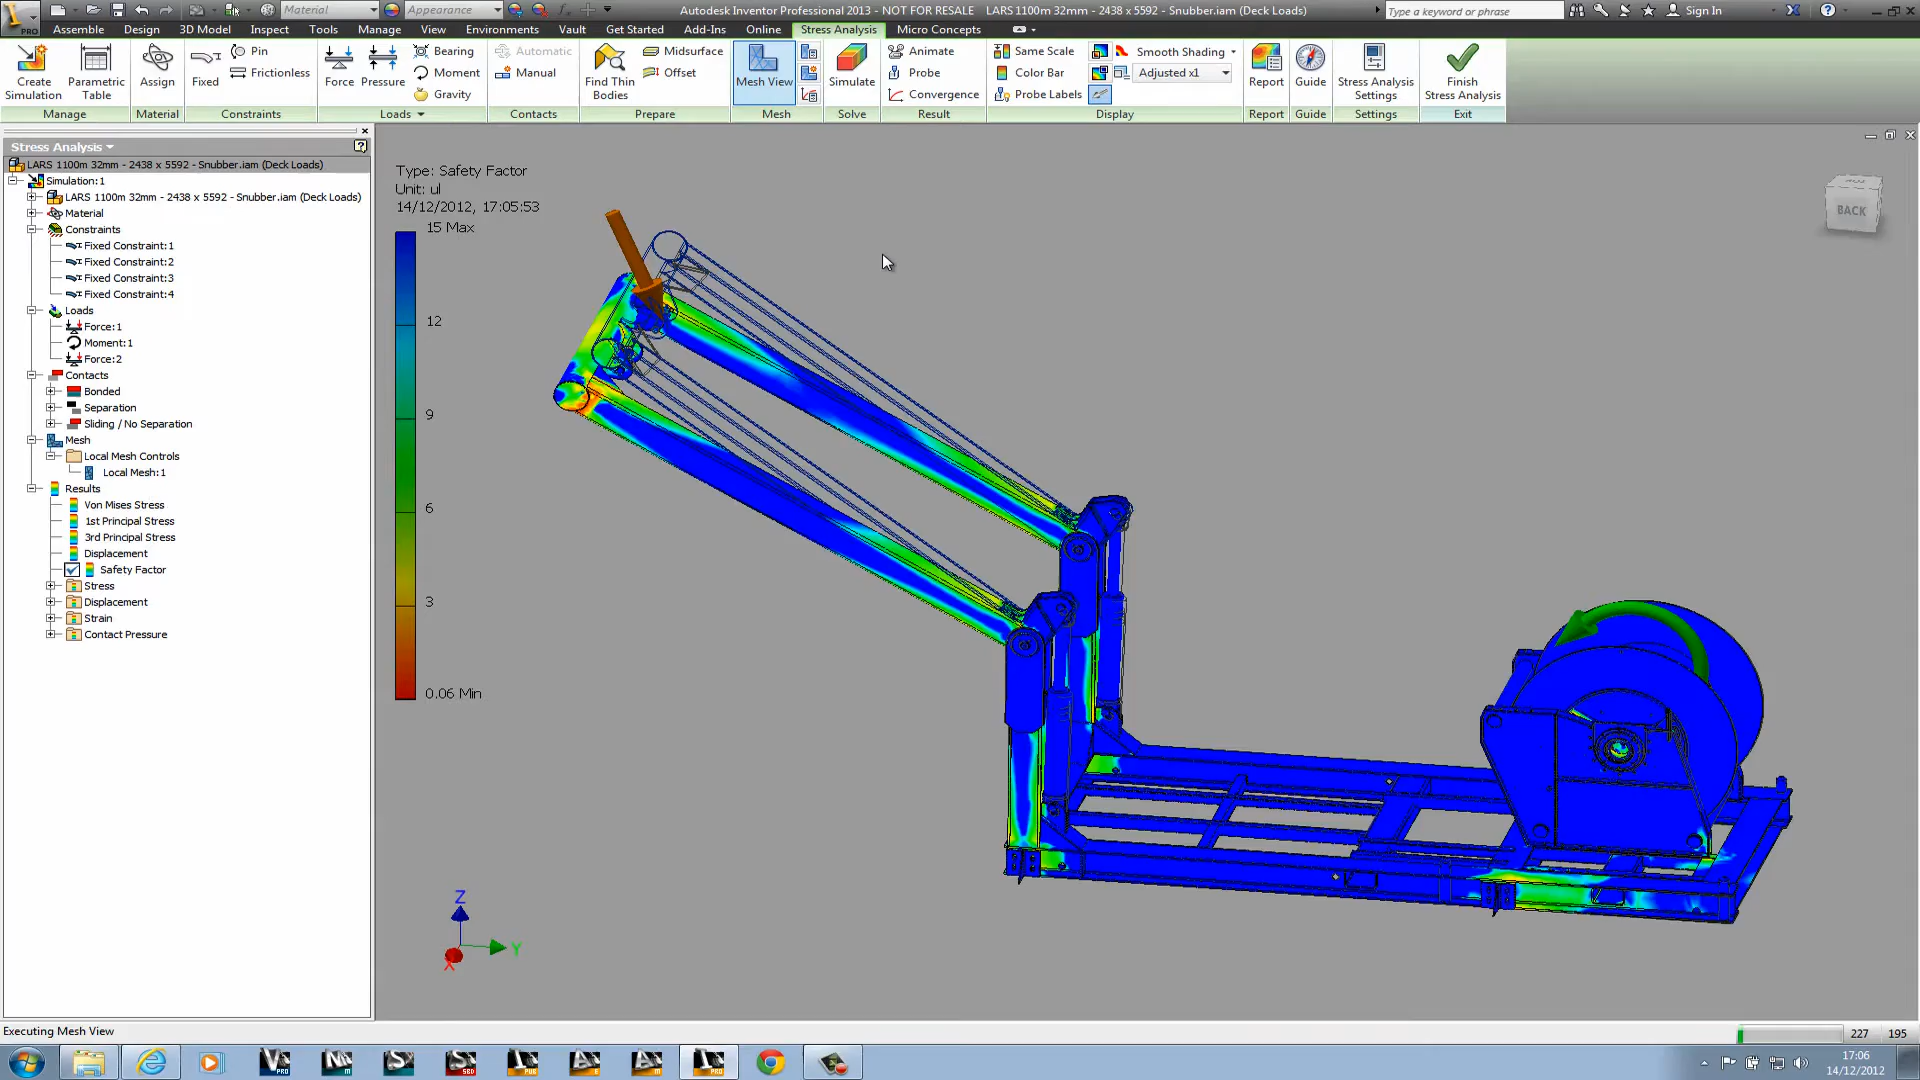 Material
Appearance
Autodesk Inventor Professional 2013 - NOT FOR RESALE LARS 1100m 32mm - 2438 x 5592 - Snubber.iam (Deck Loads)
Type a keyword or phrase
Sign In
PRO
Assemble Design 3D Model Inspect Tools Manage View Environments Vault Get Started Add-Ins Online Stress Analysis Micro Concepts
Create Simulation
Parametric Table
Assign
Fixed
Pin
Frictionless
Force
Pressure
Bearing
Moment
Gravity
Automatic
Manual
Find Thin Bodies
Midsurface
Offset
Mesh View
Simulate
Animate
Probe
Convergence
Same Scale
Color Bar
Probe Labels
Smooth Shading
Adjusted x1
Report
Guide
Stress Analysis Settings
Finish Stress Analysis
Manage Material Constraints Loads Contacts Prepare Mesh Solve Result Display Report Guide Settings Exit
Stress Analysis
LARS 1100m 32mm - 2438 x 5592 - Snubber.iam (Deck Loads)
Simulation:1
LARS 1100m 32mm - 2438 x 5592 - Snubber.iam (Deck Loads)
Material
Constraints
Fixed Constraint:1
Fixed Constraint:2
Fixed Constraint:3
Fixed Constraint:4
Loads
Force:1
Moment:1
Force:2
Contacts
Bonded
Separation
Sliding / No Separation
Mesh
Local Mesh Controls
Local Mesh:1
Results
Von Mises Stress
1st Principal Stress
3rd Principal Stress
Displacement
Safety Factor
Stress
Displacement
Strain
Contact Pressure
Type: Safety Factor
Unit: ul
14/12/2012, 17:05:53
15 Max
12
9
6
3
0.06 Min
BACK
Z
Y
X
Executing Mesh View
227 195
17:06
14/12/2012